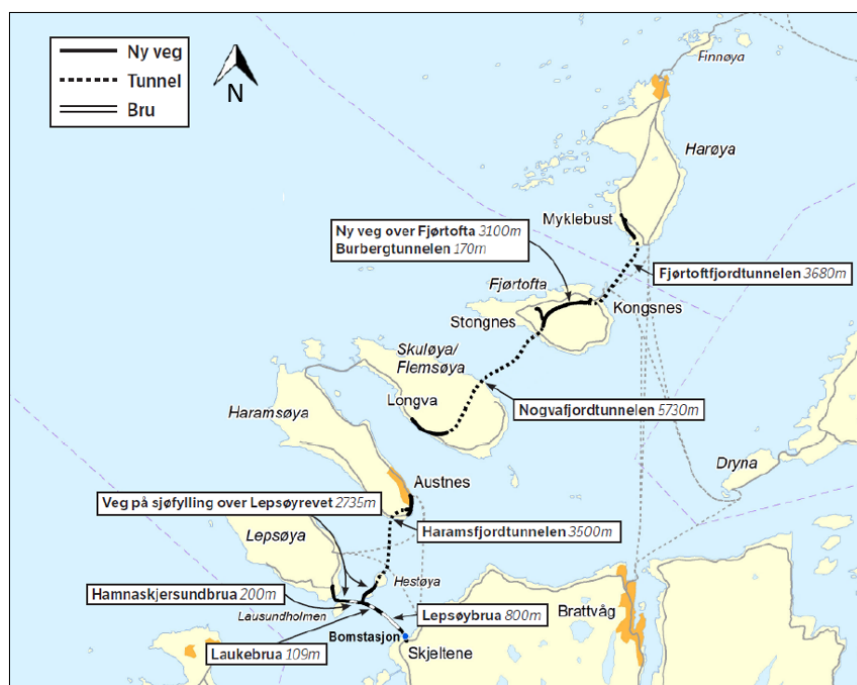 Ny veg
Tunnel
Bru
N
Finnøya
Harøya
Myklebust
Ny veg over Fjørtofta 3100m
Burbergtunnelen 170m
Fjørtoftfjordtunnelen 3680m
Fjørtofta
Kongsnes
Stongnes
Skuløya/
Flemsøya
Haramsøya
Longva
Nogvafjordtunnelen 5730m
Dryna
Austnes
Veg på sjøfylling over Lepsøyrevet 2735m
Haramsfjordtunnelen 3500m
Lepsøya
Hestøya
Hamnaskjersundbrua 200m
Lausundholmen
Lepsøybrua 800m
Brattvåg
Bomstasjon
Laukebrua 109m
Skjeltene